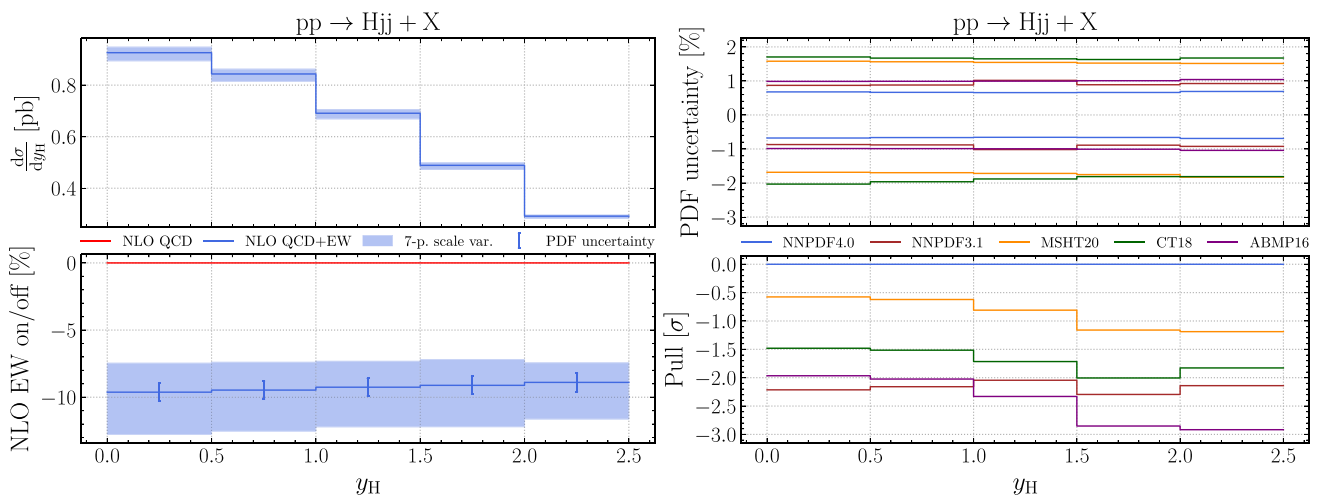 pp → Hjj + X
dσ/dy_H [pb]
0.8
0.6
0.4
NLO QCD
NLO QCD+EW
7-p. scale var.
PDF uncertainty
NLO EW on/off [%]
0
−5
−10
0.0 0.5 1.0 1.5 2.0 2.5
y_H
pp → Hjj + X
PDF uncertainty [%]
2
1
0
−1
−2
−3
NNPDF4.0
NNPDF3.1
MSHT20
CT18
ABMP16
Pull [σ]
0.0
−0.5
−1.0
−1.5
−2.0
−2.5
−3.0
0.0 0.5 1.0 1.5 2.0 2.5
y_H